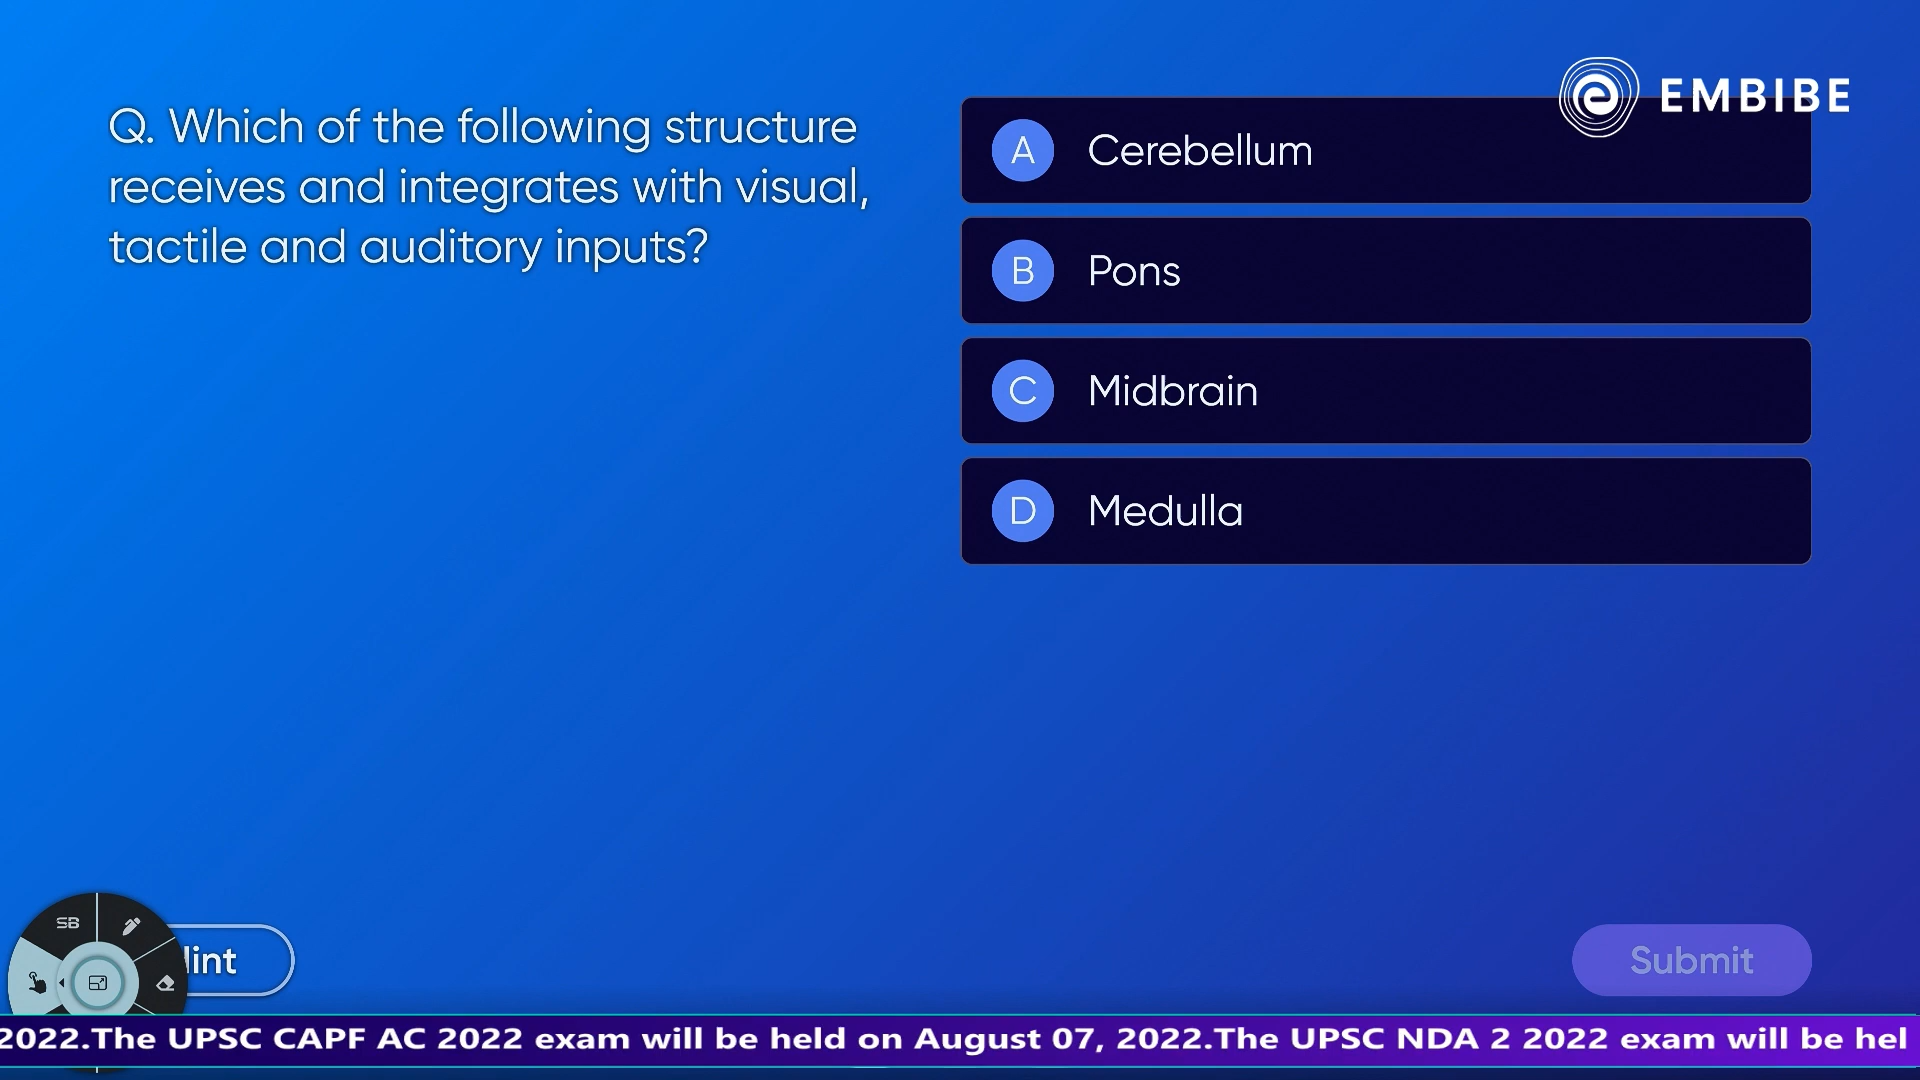 EMBIBE
Q. Which of the following structure
receives and integrates with visual,
tactile and auditory inputs?
A Cerebellum
B Pons
C Midbrain
D Medulla
SB
Submit
2022.The UPSC CAPF AC 2022 exam will be held on August 07, 2022.The UPSC NDA 2 2022 exam will be hel